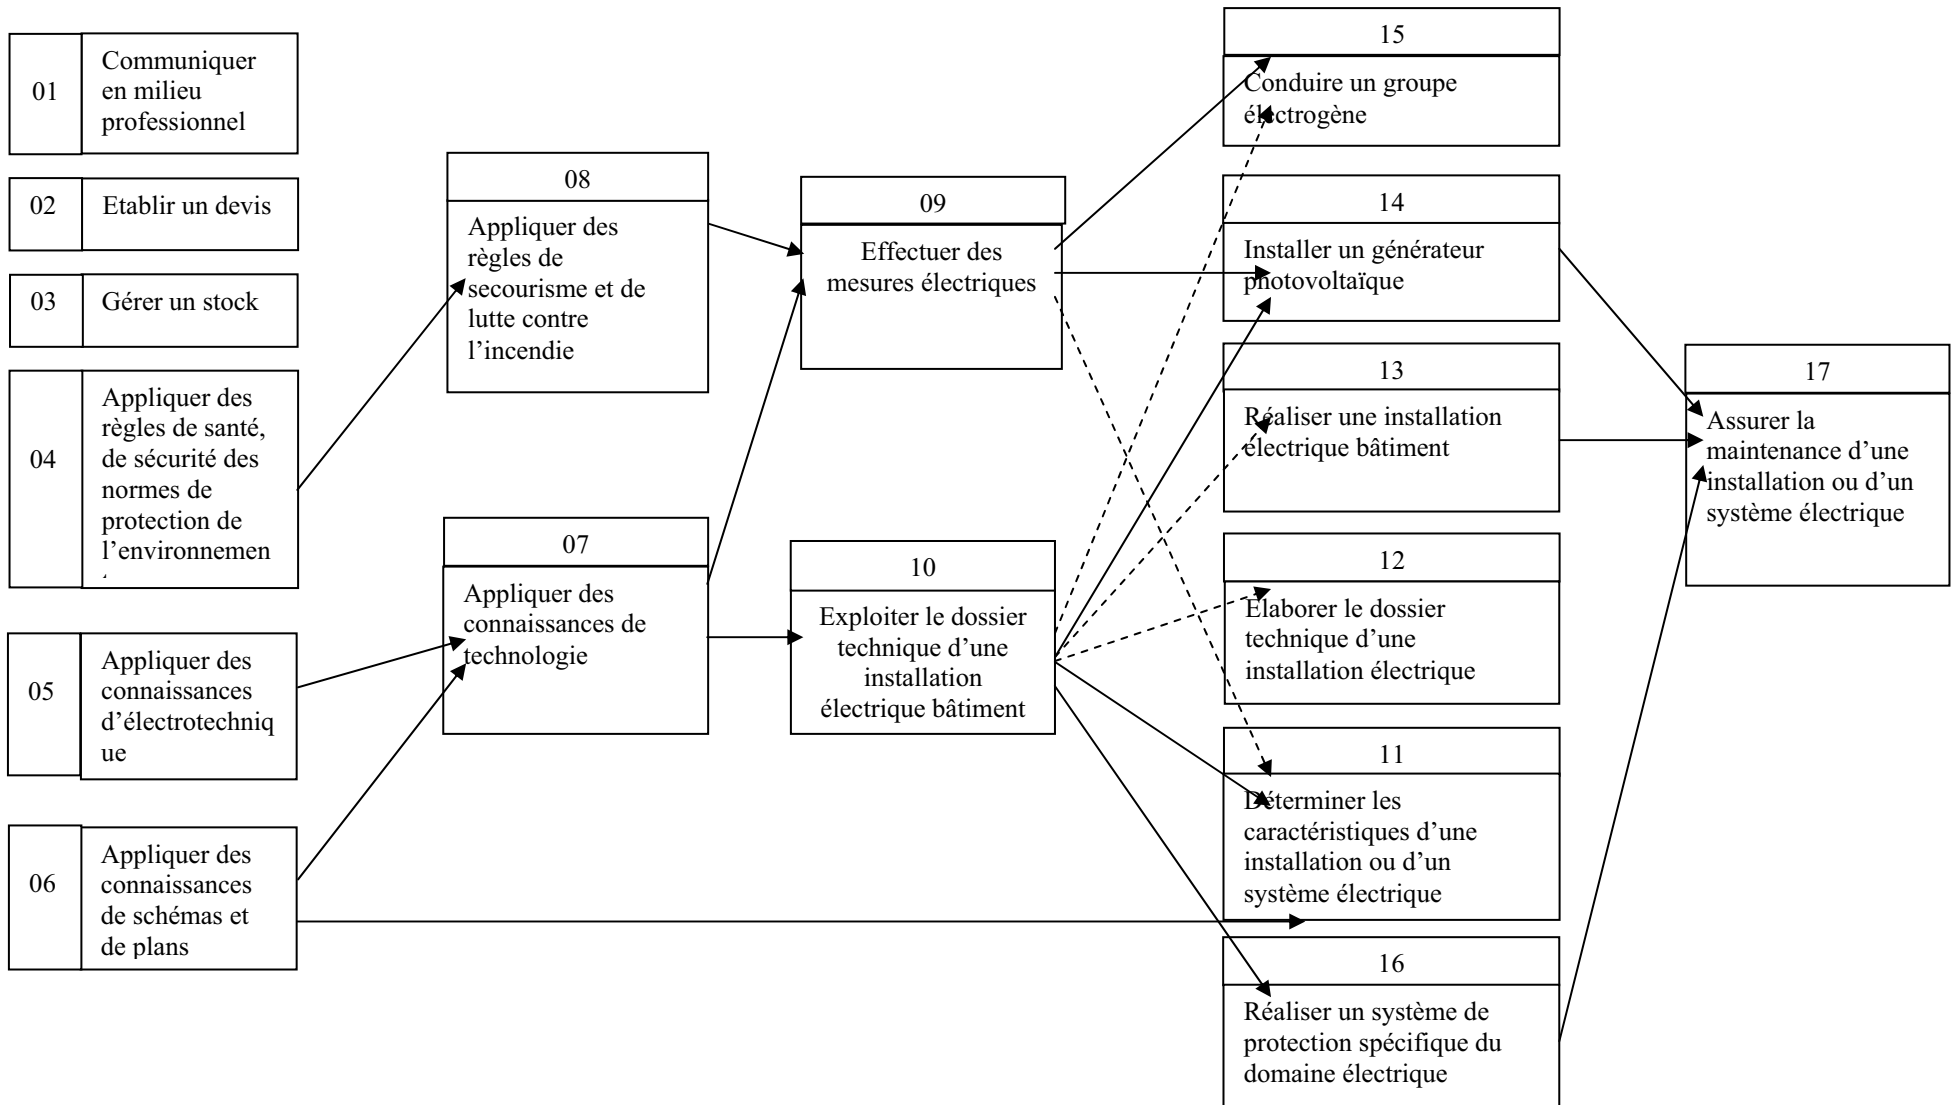 01
Communiquer
en milieu
professionnel
02
Etablir un devis
03
Gérer un stock
04
Appliquer des
règles de santé,
de sécurité des
normes de
protection de
l’environnemen
05
Appliquer des
connaissances
d’électrotechniq
ue
06
Appliquer des
connaissances
de schémas et
de plans
08
Appliquer des
règles de
secourisme et de
lutte contre
l’incendie
07
Appliquer des
connaissances de
technologie
09
Effectuer des
mesures électriques
10
Exploiter le dossier
technique d’une
installation
électrique bâtiment
15
Conduire un groupe
électrogène
14
Installer un générateur
photovoltaïque
13
Réaliser une installation
électrique bâtiment
12
Elaborer le dossier
technique d’une
installation électrique
11
Déterminer les
caractéristiques d’une
installation ou d’un
système électrique
16
Réaliser un système de
protection spécifique du
domaine électrique
17
Assurer la
maintenance d’une
installation ou d’un
système électrique